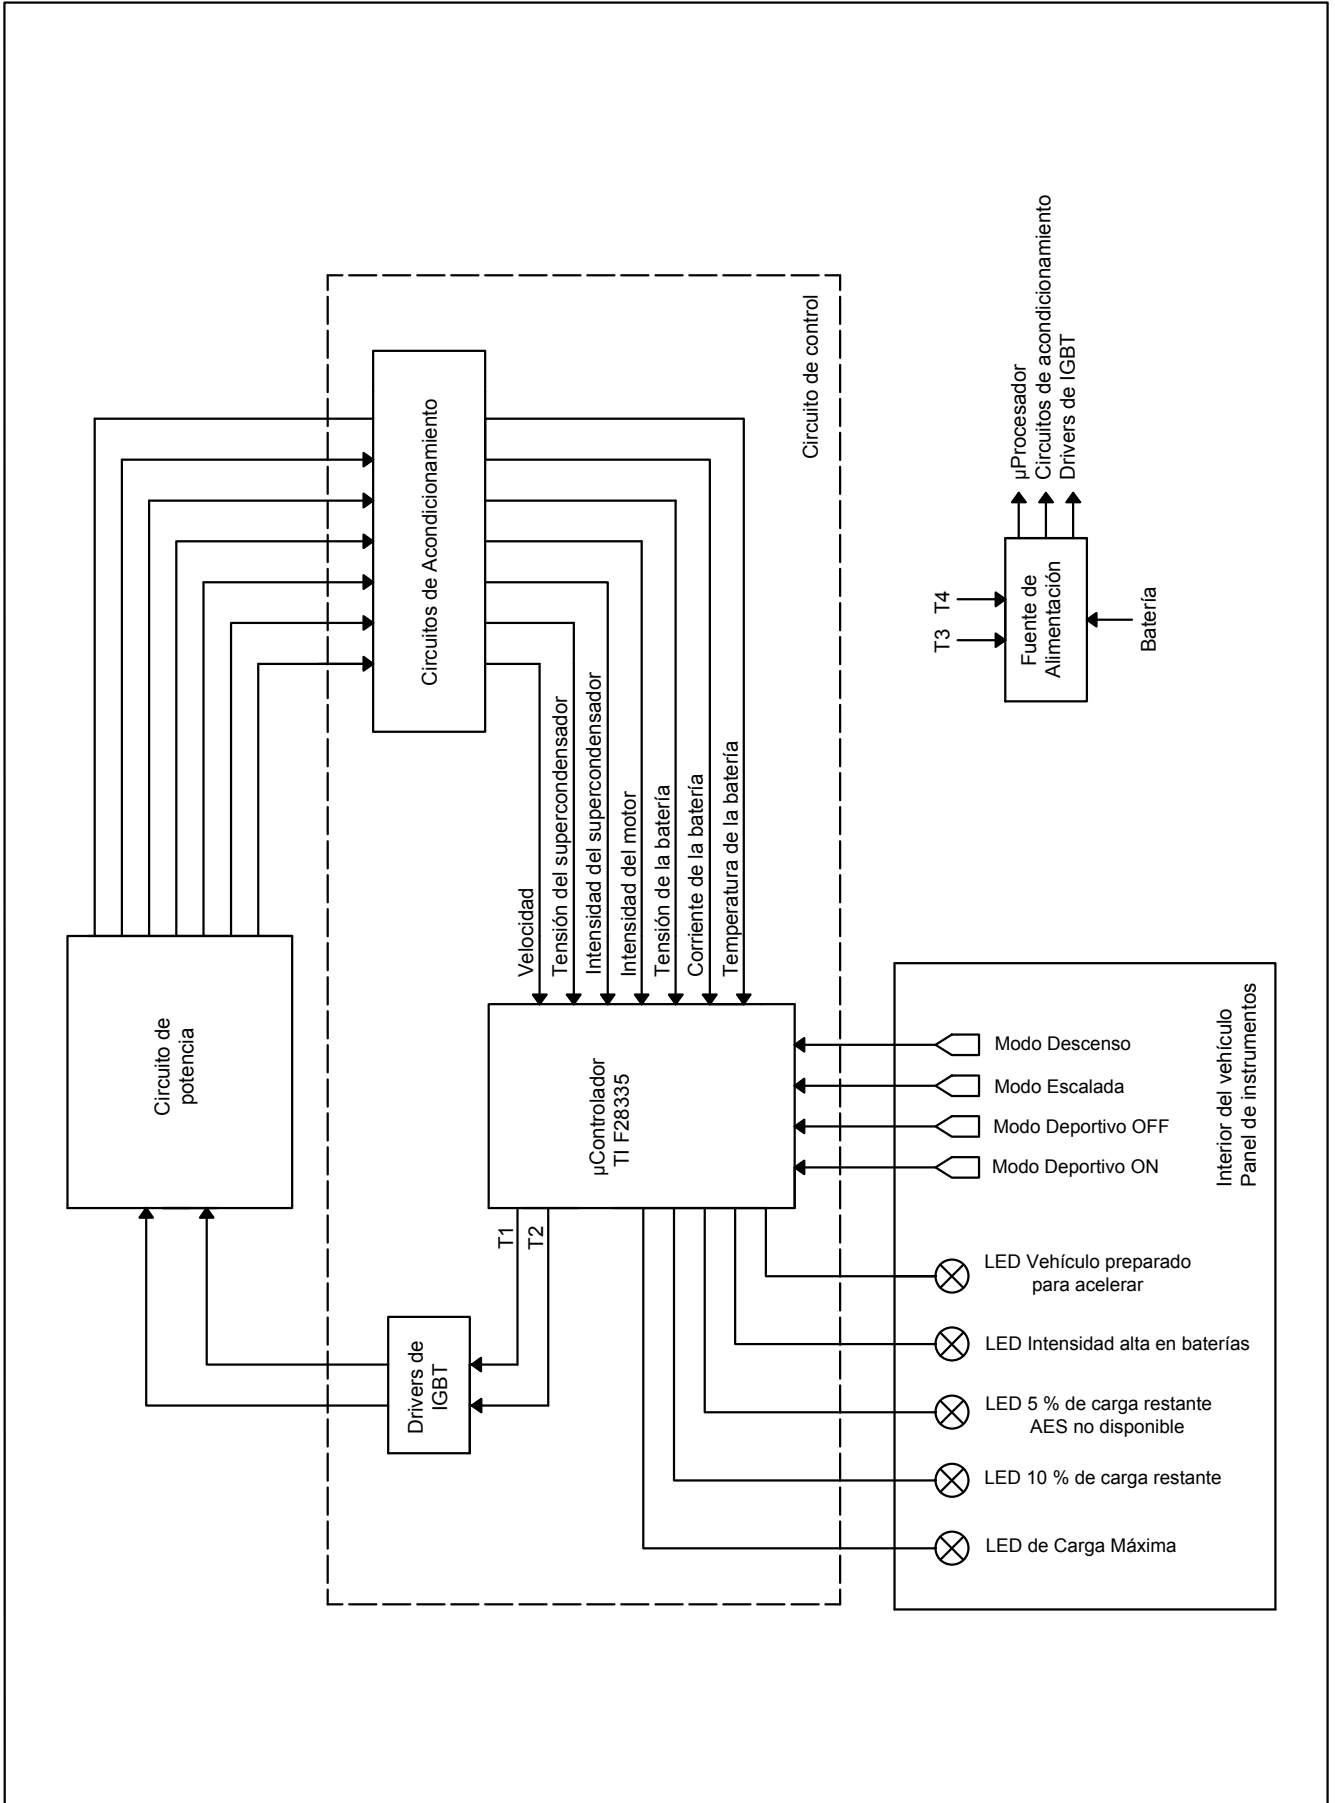 Circuito de
potencia
Circuitos de Acondicionamiento
Circuito de control
Velocidad
Tensión del supercondensador
Intensidad del supercondensador
Intensidad del motor
Tensión de la batería
Corriente de la batería
Temperatura de la batería
µControlador
TI F28335
T1
T2
Drivers de
IGBT
µProcesador
Circuitos de acondicionamiento
Drivers de IGBT
T3
T4
Fuente de
Alimentación
Batería
Interior del vehículo
Panel de instrumentos
Modo Descenso
Modo Escalada
Modo Deportivo OFF
Modo Deportivo ON
LED Vehículo preparado
para acelerar
LED Intensidad alta en baterías
LED 5 % de carga restante
AES no disponible
LED 10 % de carga restante
LED de Carga Máxima